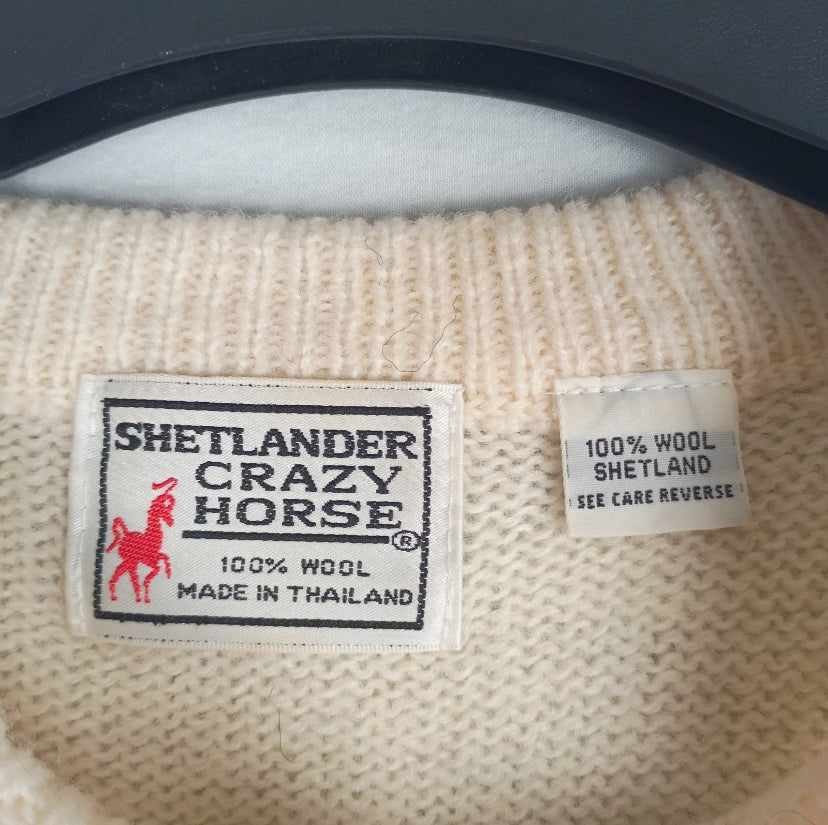 SHETLANDER
CRAZY
HORSE
®
100% WOOL
MADE IN THAILAND
100% WOOL
SHETLAND
SEE CARE REVERSE